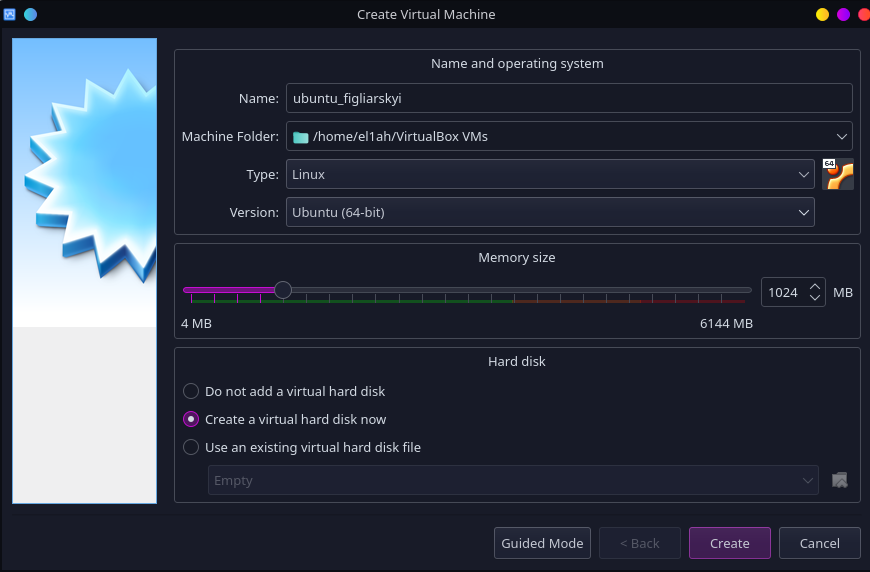 Create Virtual Machine
Name and operating system
Name: ubuntu_figliarskyi
Machine Folder: /home/el1ah/VirtualBox VMs
Type: Linux
64
Version: Ubuntu (64-bit)
Memory size
1024 MB
4 MB 6144 MB
Hard disk
Do not add a virtual hard disk
Create a virtual hard disk now
Use an existing virtual hard disk file
Empty
Guided Mode < Back Create Cancel